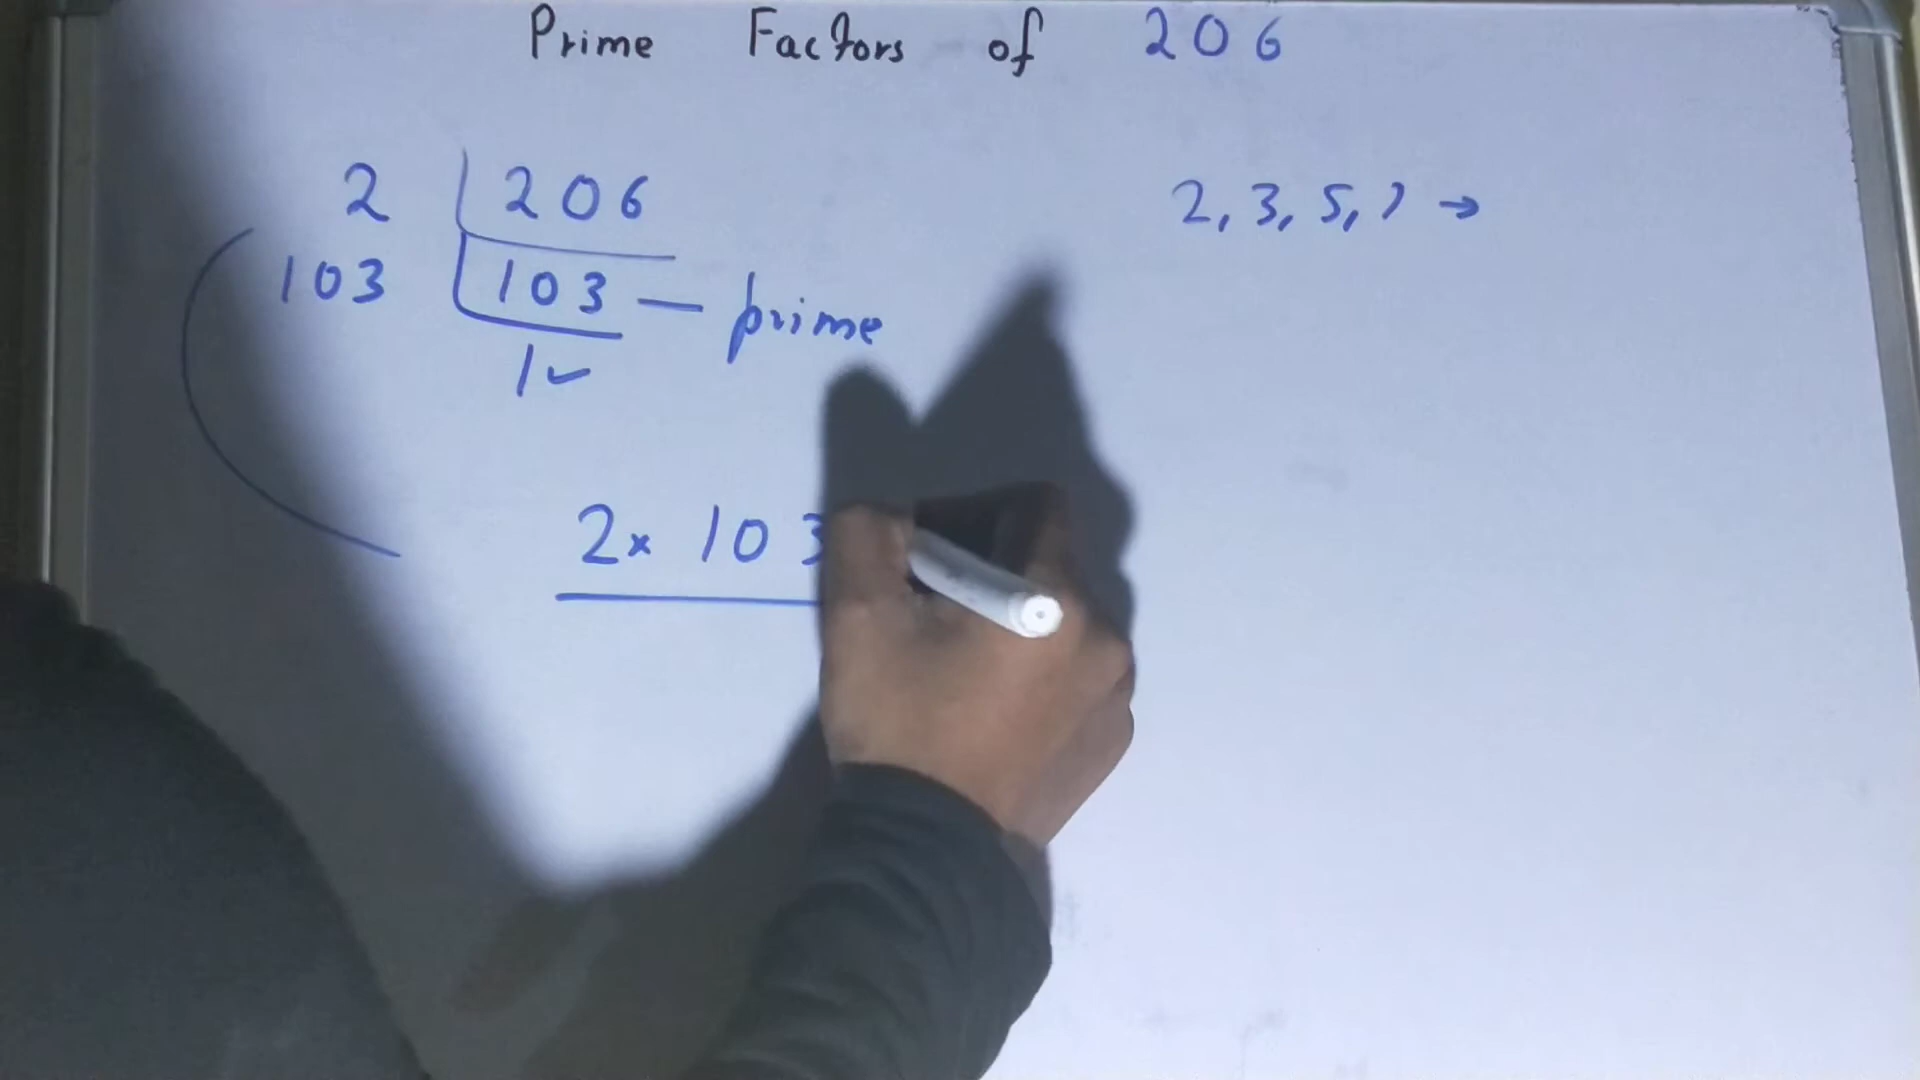 Prime Factors of 206
2 206
2, 3, 5, 7 →
103 103 — prime
1 ✓
2 × 103